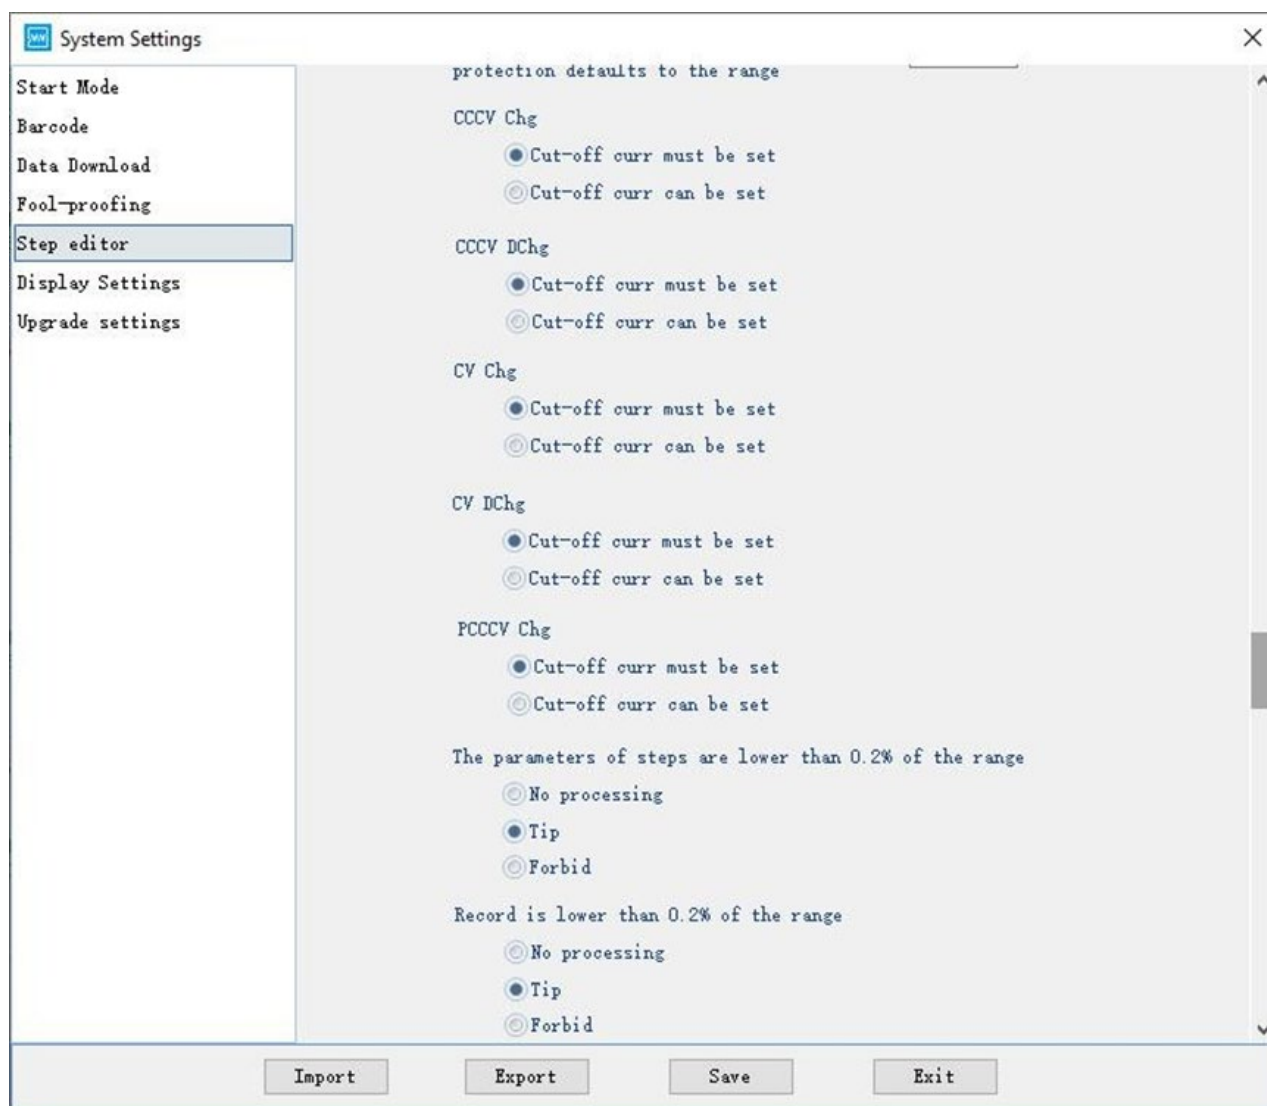 System Settings
Start Mode
Barcode
Data Download
Fool-proofing
Step editor
Display Settings
Upgrade settings
protection defaults to the range
CCCV Chg
Cut-off curr must be set
Cut-off curr can be set
CCCV DChg
Cut-off curr must be set
Cut-off curr can be set
CV Chg
Cut-off curr must be set
Cut-off curr can be set
CV DChg
Cut-off curr must be set
Cut-off curr can be set
PCCCV Chg
Cut-off curr must be set
Cut-off curr can be set
The parameters of steps are lower than 0.2% of the range
No processing
Tip
Forbid
Record is lower than 0.2% of the range
No processing
Tip
Forbid
Import
Export
Save
Exit